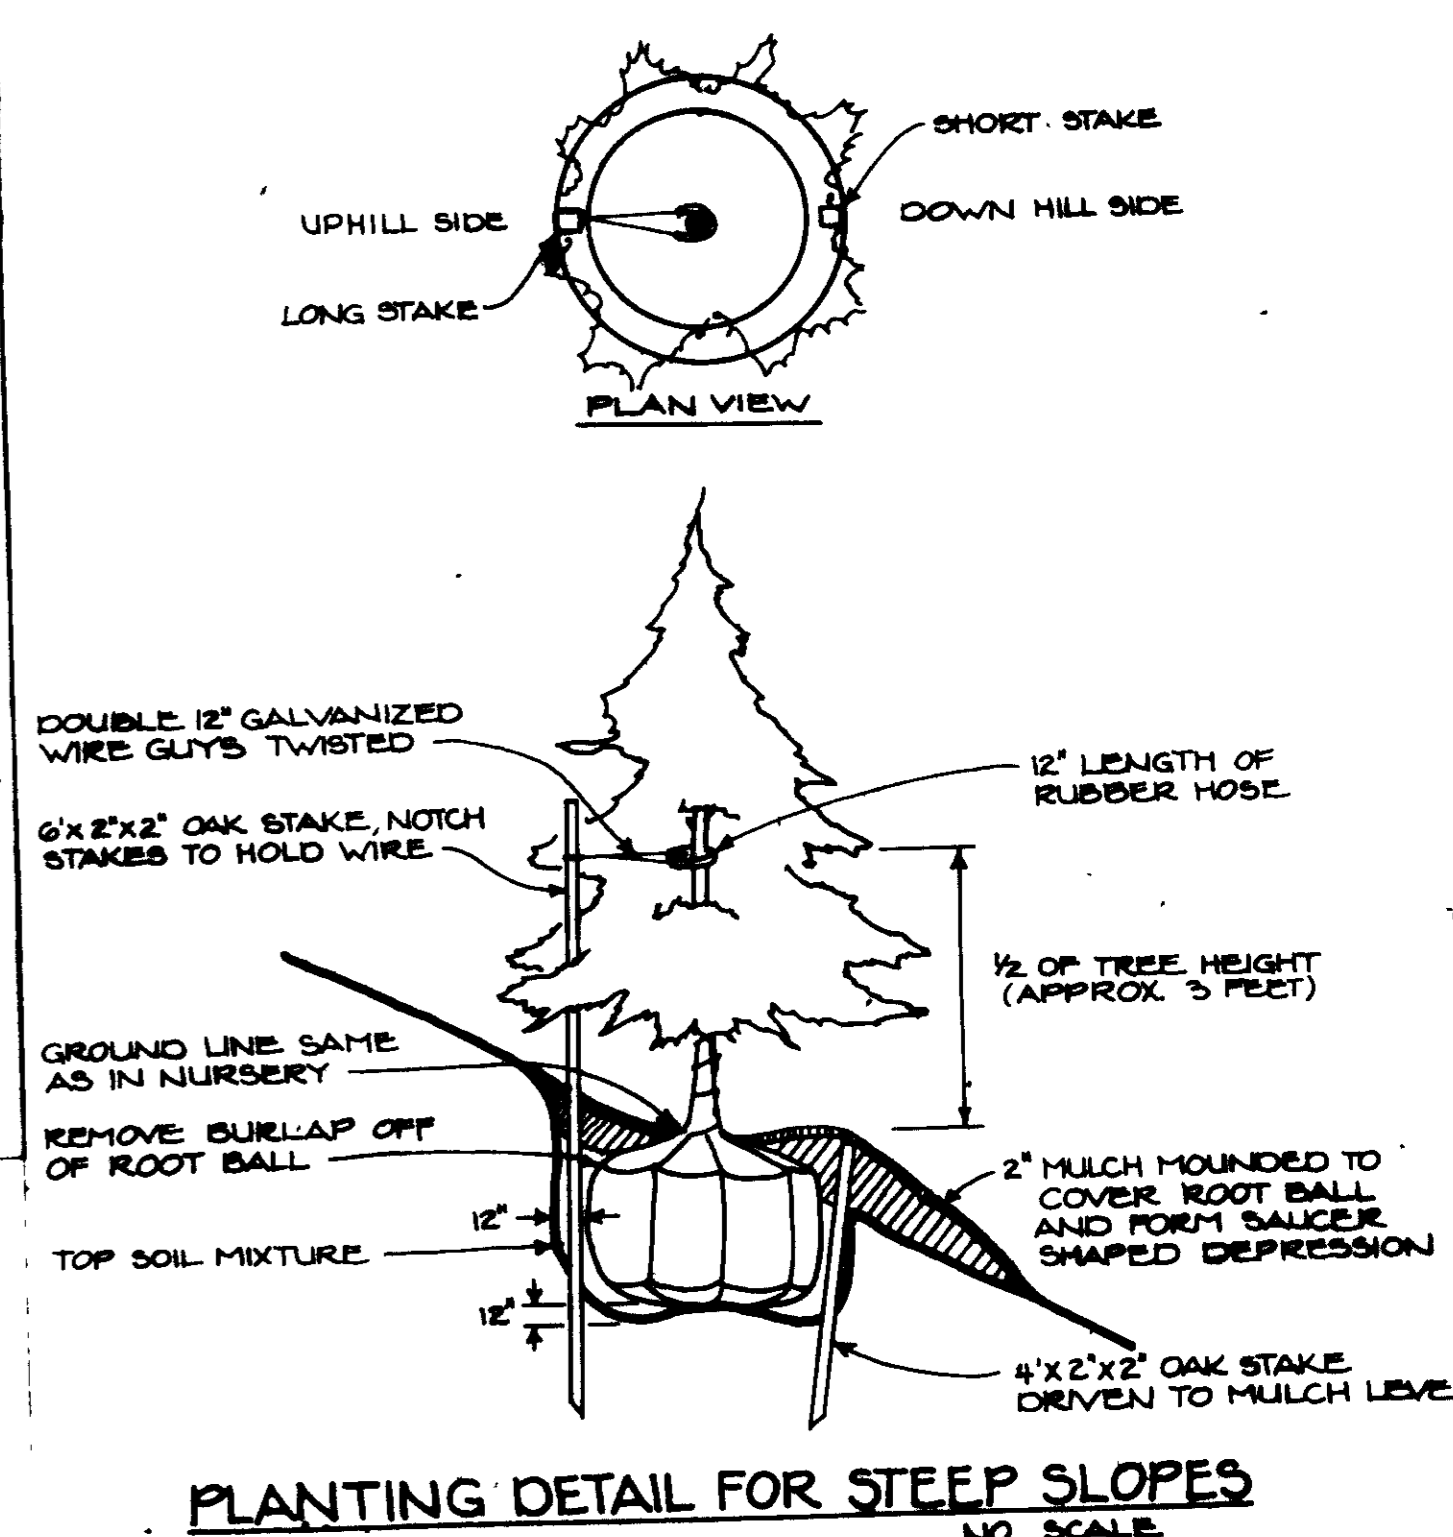 SHORT STAKE
UPHILL SIDE
DOWN HILL SIDE
LONG STAKE
PLAN VIEW
DOUBLE 12" GALVANIZED
WIRE GUYS TWISTED
12" LENGTH OF
RUBBER HOSE
6'X2"X2" OAK STAKE, NOTCH
STAKES TO HOLD WIRE
1/2 OF TREE HEIGHT
(APPROX. 3 FEET)
GROUND LINE SAME
AS IN NURSERY
REMOVE BURLAP OFF
OF ROOT BALL
2" MULCH MOUNDED TO
COVER ROOT BALL
AND FORM SAUCER
SHAPED DEPRESSION
12"
TOP SOIL MIXTURE
12"
4'X2"X2" OAK STAKE
DRIVEN TO MULCH LEVE
PLANTING DETAIL FOR STEEP SLOPES
NO SCALE